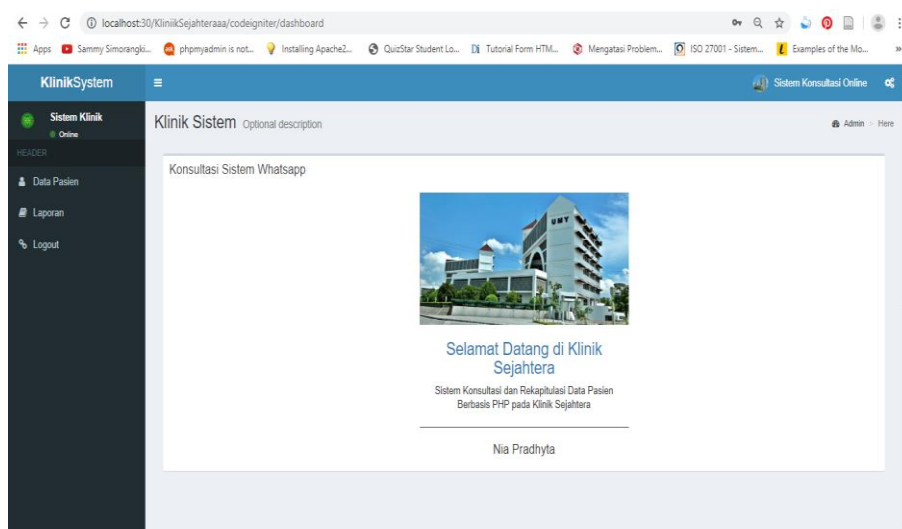 localhost:30/KliniikSejahteraaa/codeigniter/dashboard
Apps Sammy Simorangki... phpmyadmin is not... Installing Apache2... QuizStar Student Lo... Tutorial Form HTM... Mengatasi Problem... ISO 27001 - Sistem... Examples of the Mo... »
KlinikSystem Sistem Konsultasi Online
Sistem Klinik
Online
Klinik Sistem Optional description
Admin > Here
HEADER
Data Pasien
Laporan
Logout
Konsultasi Sistem Whatsapp
UMY
Selamat Datang di Klinik
Sejahtera
Sistem Konsultasi dan Rekapitulasi Data Pasien
Berbasis PHP pada Klinik Sejahtera
Nia Pradhyta